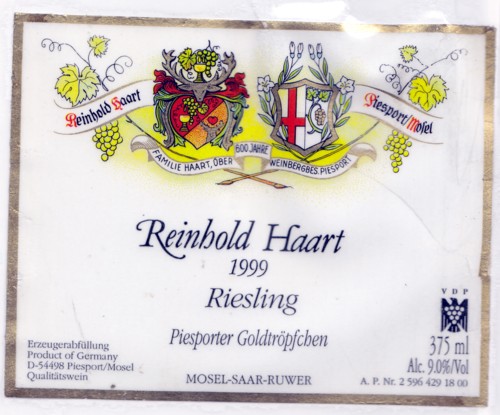 Reinhold Haart
Piesport/Mosel
FAMILIE HAART, ÜBER 600 JAHRE WEINBERGBES. PIESPORT
Reinhold Haart
1999
Riesling
Piesporter Goldtröpfchen
VDP
Erzeugerabfüllung
Product of Germany
D-54498 Piesport/Mosel
Qualitätswein
MOSEL-SAAR-RUWER
375 ml
Alc. 9.0%/Vol
A. P. Nr. 2 596 429 18 00